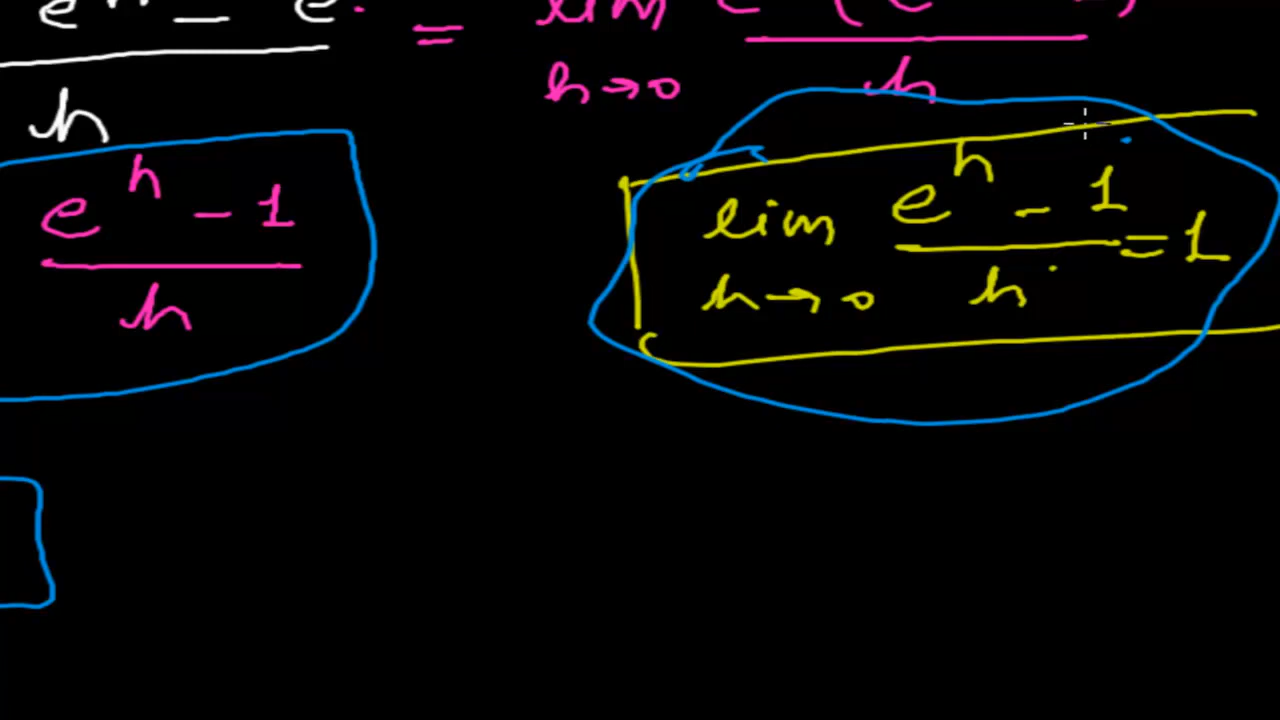 = lim
h h→0 h
e^h - 1 / h
lim h→0 e^h - 1 / h = 1